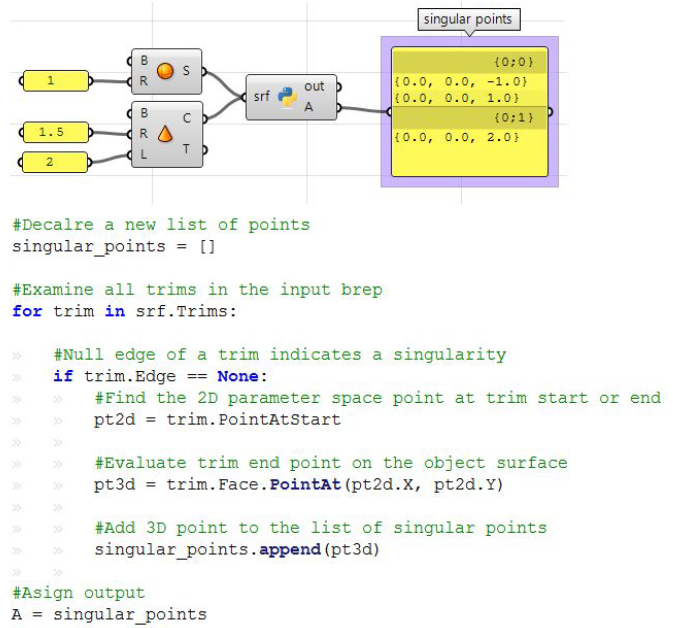 singular points
{0;0}
{0.0, 0.0, -1.0}
{0.0, 0.0, 1.0}
{0;1}
{0.0, 0.0, 2.0}
1
B
R
S
1.5
2
B
R
L
C
T
srf
out
A
#Decalre a new list of points
singular_points = []
#Examine all trims in the input brep
for trim in srf.Trims:
» #Null edge of a trim indicates a singularity
» if trim.Edge == None:
» » #Find the 2D parameter space point at trim start or end
» » pt2d = trim.PointAtStart
» »
» » #Evaluate trim end point on the object surface
» » pt3d = trim.Face.PointAt(pt2d.X, pt2d.Y)
» »
» » #Add 3D point to the list of singular points
» » singular_points.append(pt3d)
» »
#Asign output
A = singular_points